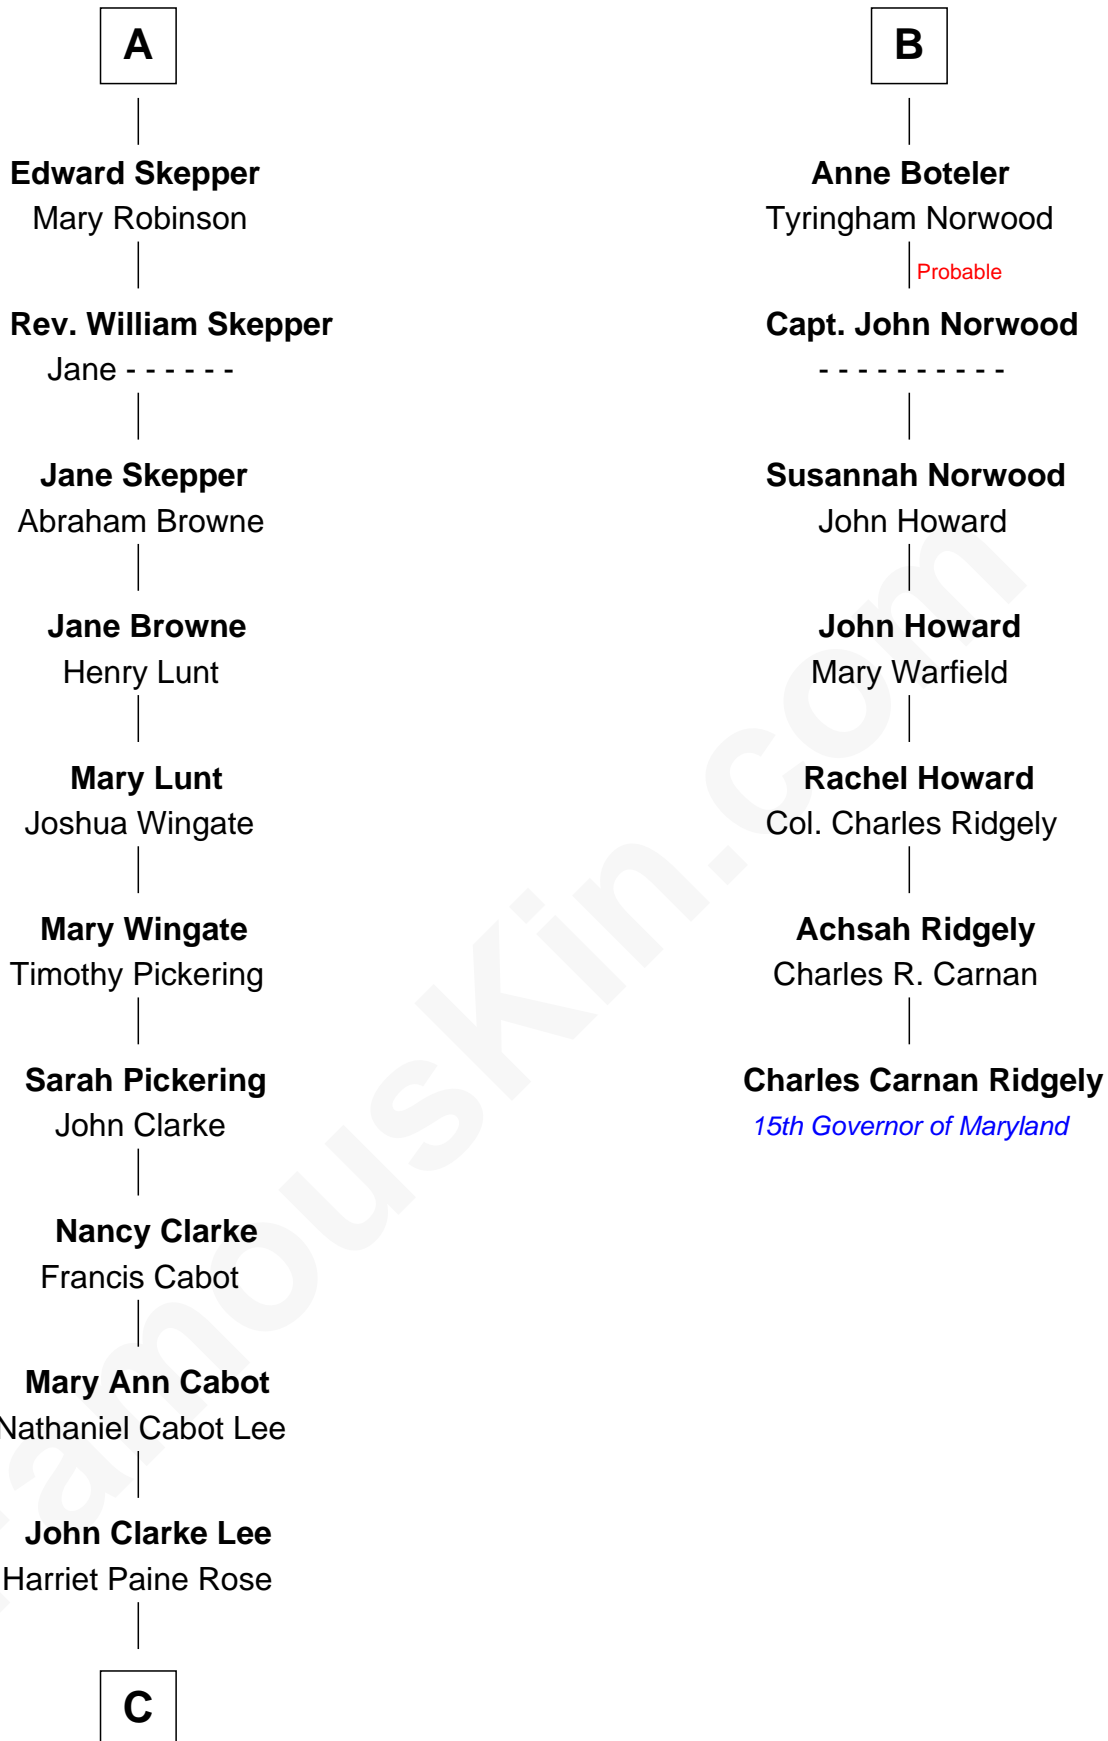 A
Edward Skepper
Mary Robinson
Rev. William Skepper
Jane - - - - - -
Jane Skepper
Abraham Browne
Jane Browne
Henry Lunt
Mary Lunt
Joshua Wingate
Mary Wingate
Timothy Pickering
Sarah Pickering
John Clarke
Nancy Clarke
Francis Cabot
Mary Ann Cabot
Nathaniel Cabot Lee
John Clarke Lee
Harriet Paine Rose
C
B
Anne Boteler
Tyringham Norwood
Probable
Capt. John Norwood
- - - - - - - - - -
Susannah Norwood
John Howard
John Howard
Mary Warfield
Rachel Howard
Col. Charles Ridgely
Achsah Ridgely
Charles R. Carnan
Charles Carnan Ridgely
15th Governor of Maryland
FamousKin.com